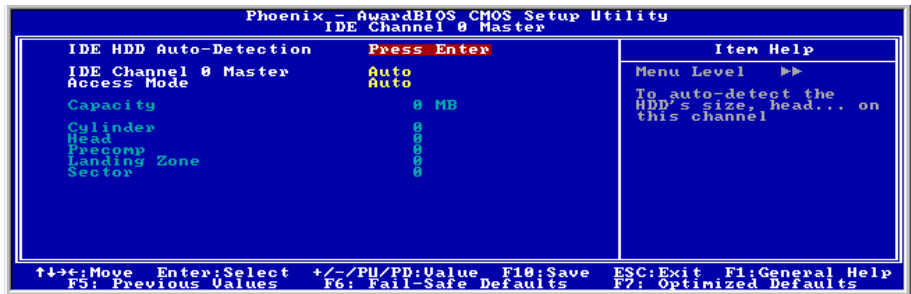 Phoenix - AwardBIOS CMOS Setup Utility
IDE Channel 0 Master
IDE HDD Auto-Detection Press Enter
Item Help
IDE Channel 0 Master Auto
Access Mode Auto
Capacity 0 MB
Cylinder 0
Head 0
Precomp 0
Landing Zone 0
Sector 0
Menu Level ▶▶
To auto-detect the
HDD's size, head... on
this channel
↑↓→←:Move Enter:Select +/-/PU/PD:Value F10:Save ESC:Exit F1:General Help
F5: Previous Values F6: Fail-Safe Defaults F7: Optimized Defaults